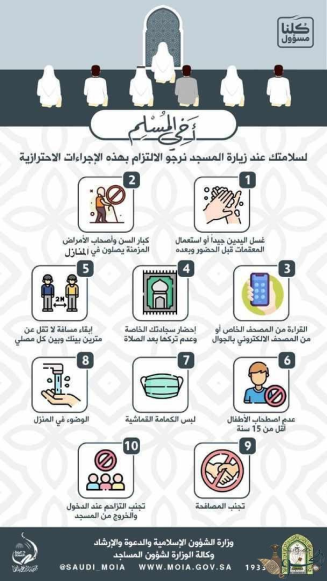 كلنا
مسؤول
أخي المسلم
لسلامتك عند زيارة المسجد نرجو الالتزام بهذه الإجراءات الاحترازية
1
غسل اليدين جيداً أو استعمال
المعقمات قبل الحضور وبعده
2
كبار السن وأصحاب الأمراض
المزمنة يصلون في المنازل
3
القراءة من المصحف الخاص أو
من المصحف الالكتروني بالجوال
4
إحضار سجادتك الخاصة
وعدم تركها بعد الصلاة
5
2M
إبقاء مسافة لا تقل عن
مترين بينك وبين كل مصلي
6
عدم اصطحاب الأطفال
أقل من 15 سنة
7
لبس الكمامة القماشية
8
الوضوء في المنزل
9
تجنب المصافحة
10
تجنب التزاحم عند الدخول
والخروج من المسجد
وزارة الشؤون الإسلامية والدعوة والإرشاد
وكالة الوزارة لشؤون المساجد
@SAUDI_MOIA WWW.MOIA.GOV.SA 1933